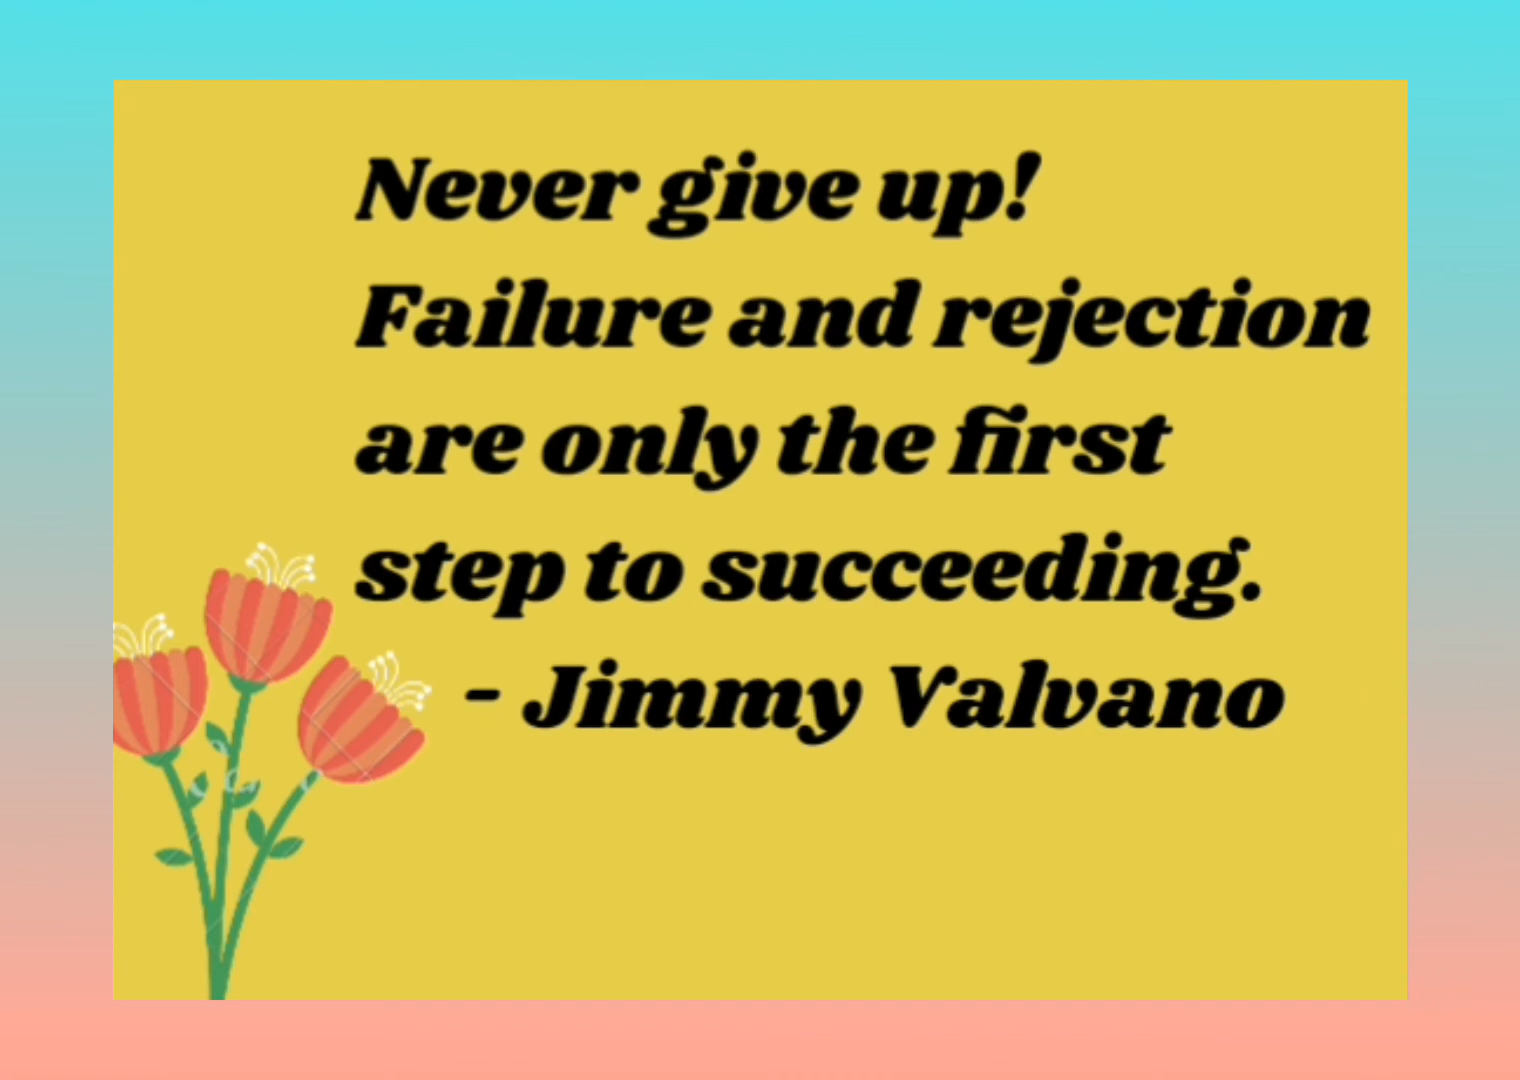 Never give up!
Failure and rejection
are only the first
step to succeeding.
- Jimmy Valvano